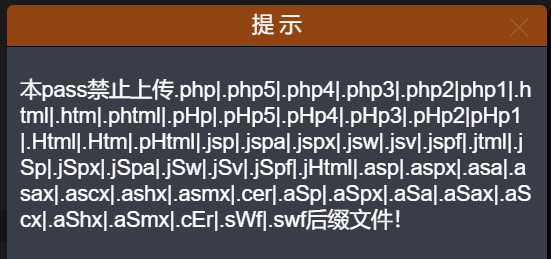 提示
本pass禁止上传.php|.php5|.php4|.php3|.php2|php1|.h
tml|.htm|.phtml|.pHp|.pHp5|.pHp4|.pHp3|.pHp2|pHp1
|.Html|.Htm|.pHtml|.jsp|.jspa|.jspx|.jsw|.jsv|.jspf|.jtml|.j
Sp|.jSpx|.jSpa|.jSw|.jSv|.jSpf|.jHtml|.asp|.aspx|.asa|.a
sax|.ascx|.ashx|.asmx|.cer|.aSp|.aSpx|.aSa|.aSax|.aS
cx|.aShx|.aSmx|.cEr|.sWf|.swf后缀文件！